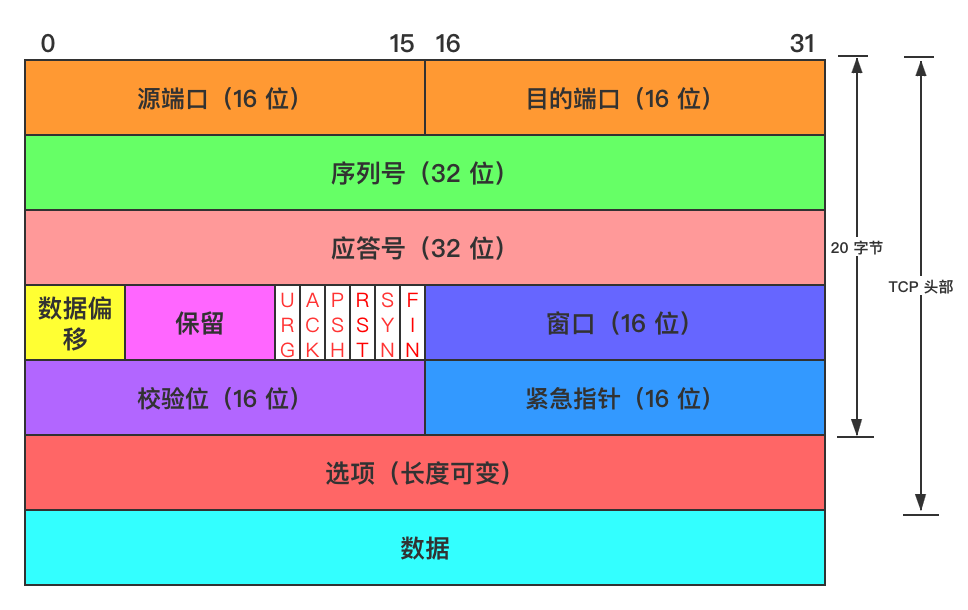 0 15 16 31
源端口（16 位） 目的端口（16 位）
序列号（32 位）
应答号（32 位）
20 字节
TCP 头部
数据偏
移
保留
URG
ACK
PSH
RST
SYN
FIN
窗口（16 位）
校验位（16 位） 紧急指针（16 位）
选项（长度可变）
数据